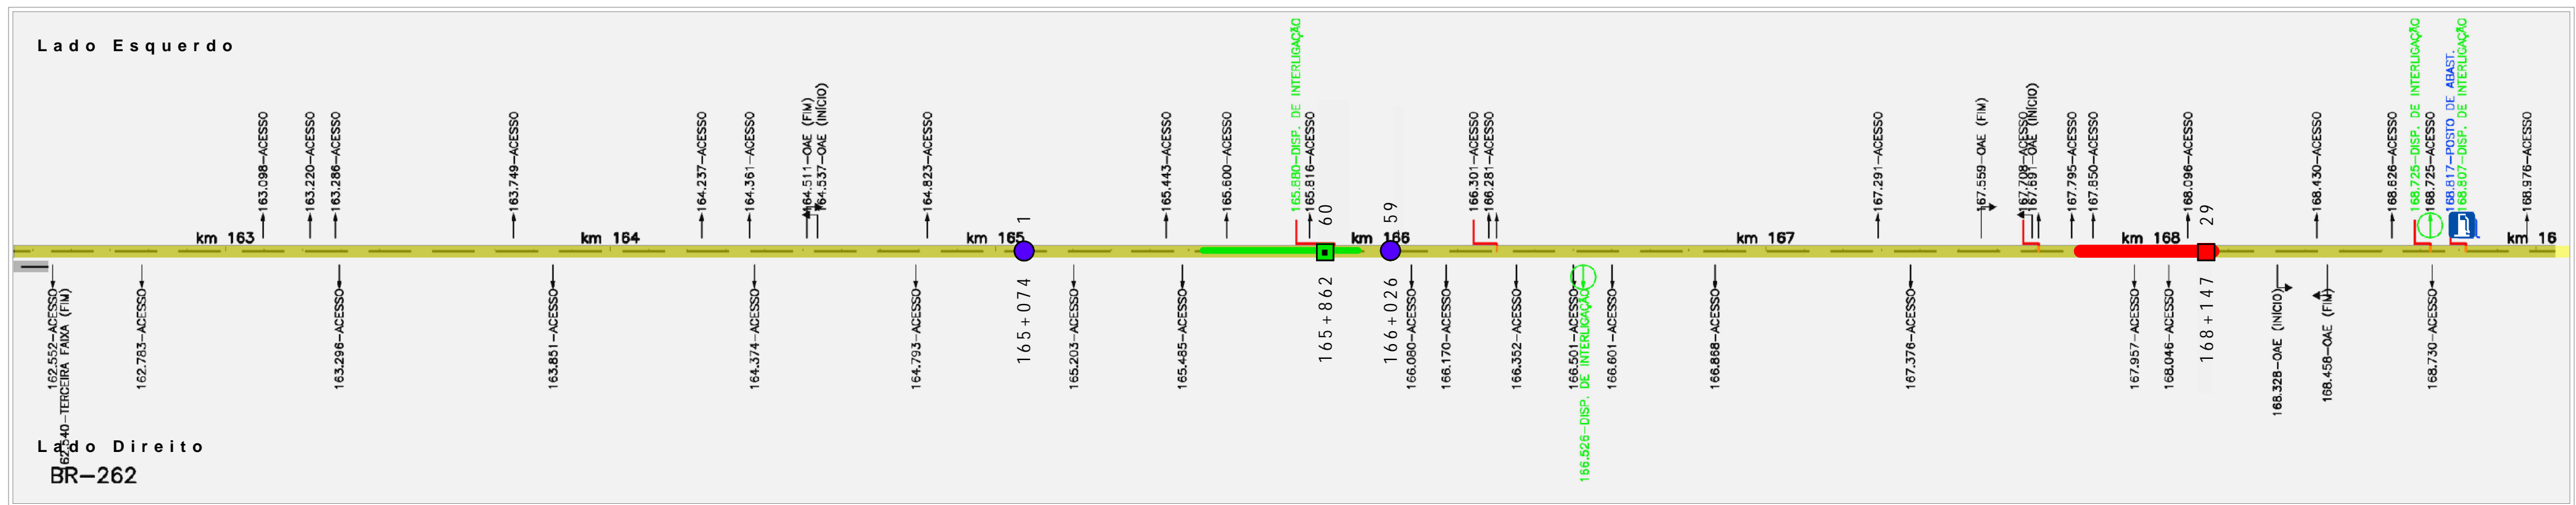 Lado Esquerdo
163.098-ACESSO
163.220-ACESSO
163.286-ACESSO
163.749-ACESSO
164.237-ACESSO
164.361-ACESSO
164.511-OAE (FIM)
164.537-OAE (INÍCIO)
164.823-ACESSO
165.443-ACESSO
165.600-ACESSO
165.880-DISP. DE INTERLIGAÇÃO
165.816-ACESSO
166.301-ACESSO
166.281-ACESSO
167.291-ACESSO
167.559-OAE (FIM)
167.708-ACESSO
167.691-OAE (INÍCIO)
167.795-ACESSO
167.850-ACESSO
168.096-ACESSO
168.430-ACESSO
168.626-ACESSO
168.725-DISP. DE INTERLIGAÇÃO
168.725-ACESSO
168.817-POSTO DE ABAST.
168.807-DISP. DE INTERLIGAÇÃO
168.976-ACESSO
1
60
59
29
km 163
km 164
km 165
km 166
km 167
km 168
km 16
162.552-ACESSO
162.540-TERCEIRA FAIXA (FIM)
162.783-ACESSO
163.296-ACESSO
163.851-ACESSO
164.374-ACESSO
164.793-ACESSO
165+074
165.203-ACESSO
165.485-ACESSO
165+862
166+026
166.080-ACESSO
166.170-ACESSO
166.352-ACESSO
166.501-ACESSO
166.526-DISP. DE INTERLIGAÇÃO
166.601-ACESSO
166.868-ACESSO
167.376-ACESSO
167.957-ACESSO
168.046-ACESSO
168+147
168.328-OAE (INÍCIO)
168.458-OAE (FIM)
168.730-ACESSO
Lado Direito
BR-262